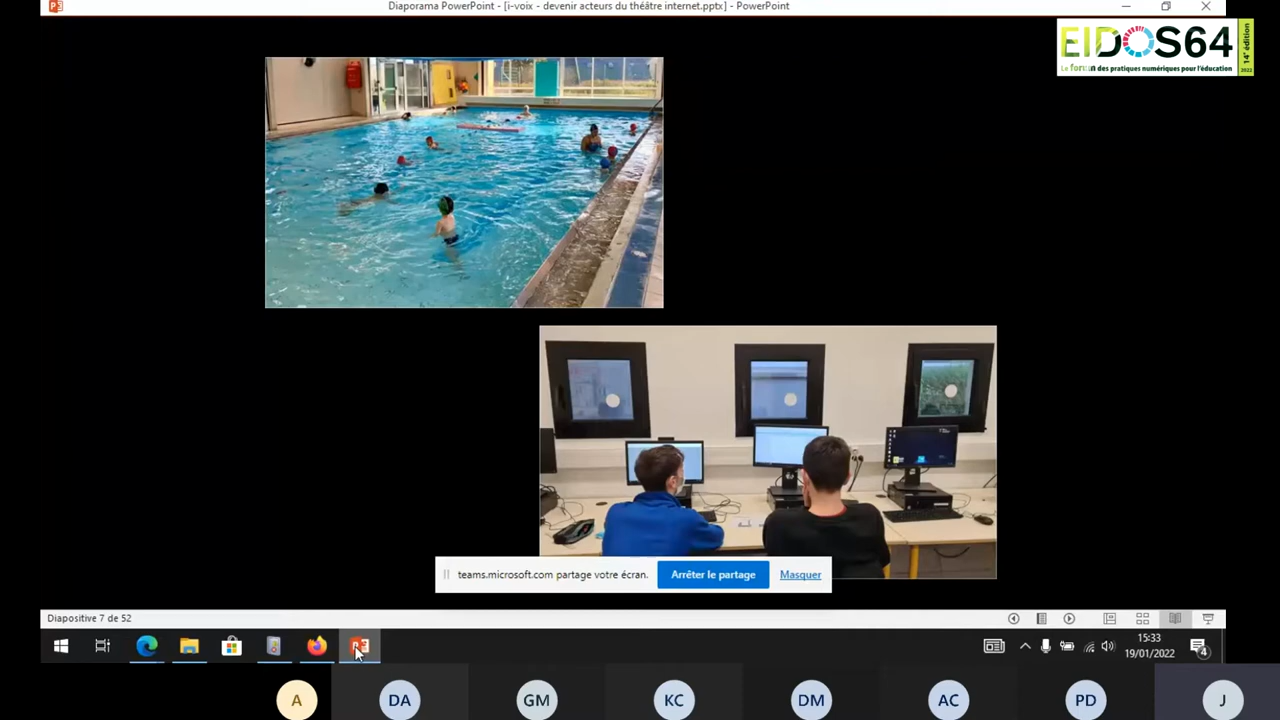 Diaporama PowerPoint - [i-voix - devenir acteurs du théâtre internet.pptx] - PowerPoint
EIDOS64
Le forum des pratiques numériques pour l'éducation
14e édition
2022
teams.microsoft.com partage votre écran.
Arrêter le partage
Masquer
Diapositive 7 de 52
15:33
19/01/2022
4
A
DA
GM
KC
DM
AC
PD
J